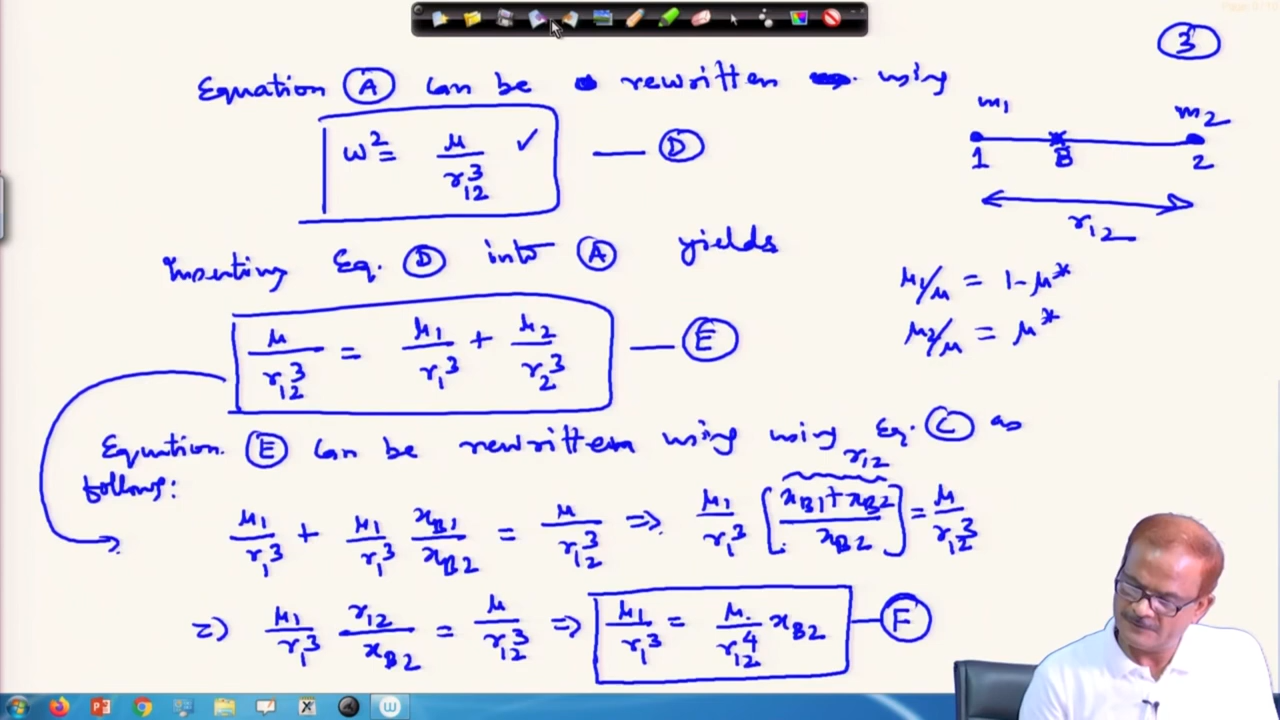 3
Equation A can be rewritten using
ω² = μ / r₁₂³ ✓ — D
m₁ m₂
1 B 2
r₁₂
Inserting Eq. D into A yields
μ₁/μ = 1-μ*
μ₂/μ = μ*
μ / r₁₂³ = μ₁ / r₁³ + μ₂ / r₂³ — E
Equation. E can be rewritten using using Eq. C as
follows:
r₁₂
μ₁ / r₁³ + μ₁ / r₁³ x_B1 / x_B2 = μ / r₁₂³ ⇒ μ₁ / r₁³ [ (x_B1 + x_B2) / x_B2 ] = μ / r₁₂³
⇒ μ₁ / r₁³ r₁₂ / x_B2 = μ / r₁₂³ ⇒ μ₁ / r₁³ = μ / r₁₂⁴ x_B2 — F